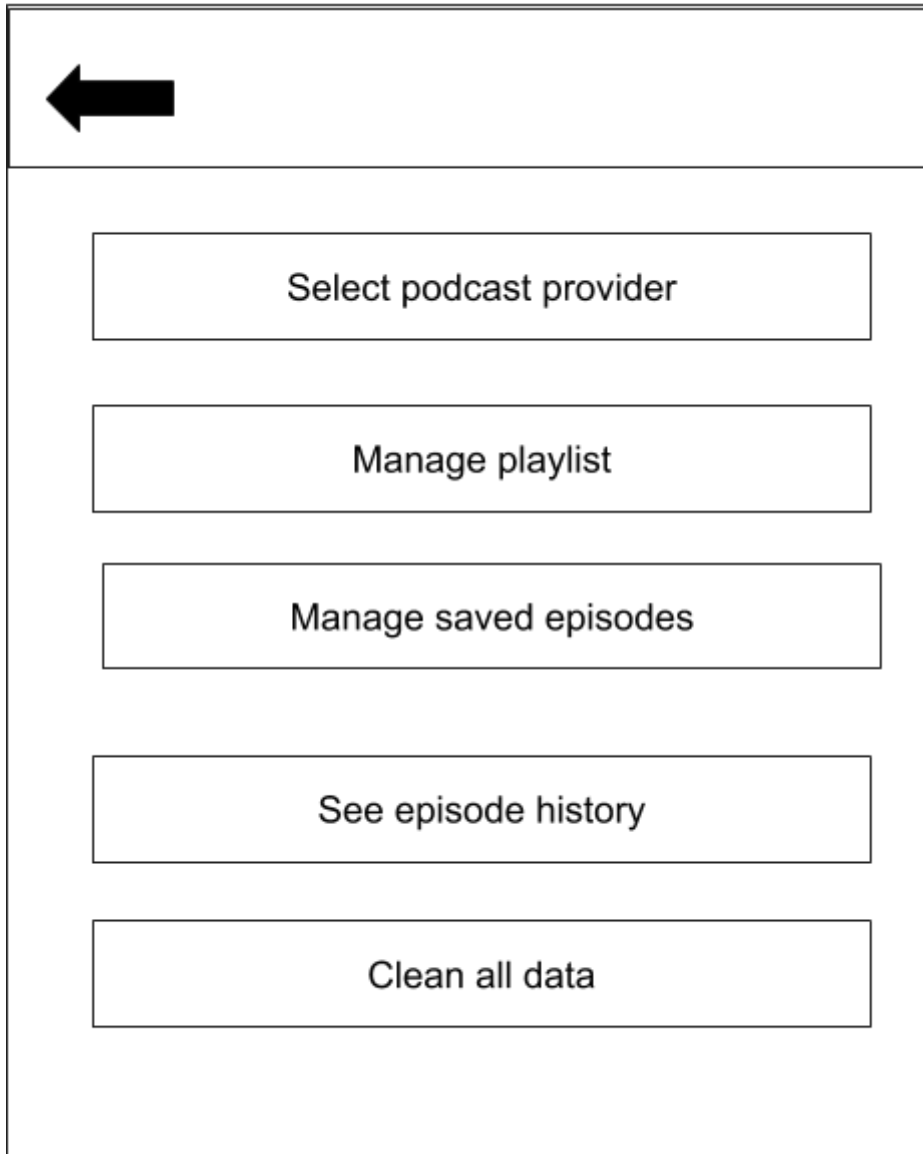 Select podcast provider
Manage playlist
Manage saved episodes
See episode history
Clean all data